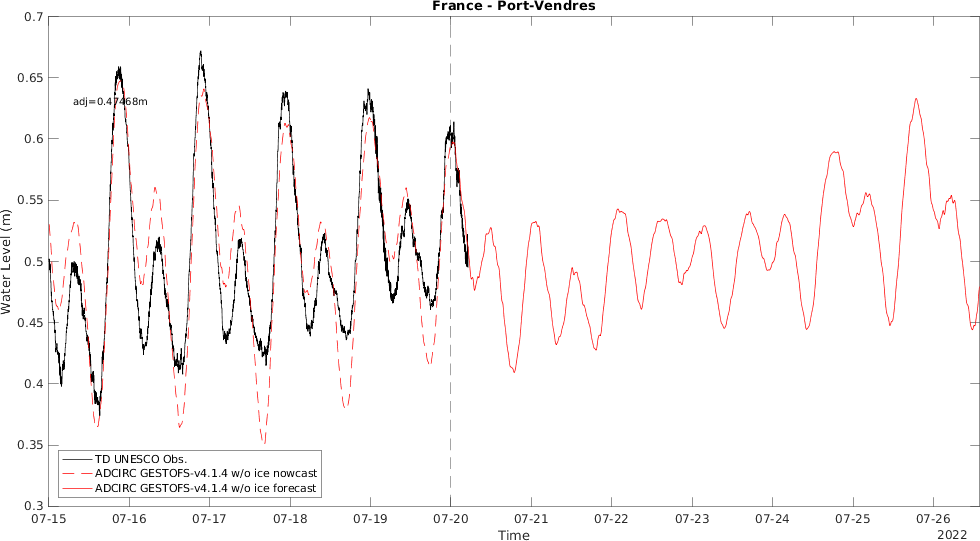 France - Port-Vendres
0.7
0.65
adj=0.47468m
0.6
0.55
0.5
0.45
0.4
0.35
0.3
Water Level (m)
TD UNESCO Obs.
ADCIRC GESTOFS-v4.1.4 w/o ice nowcast
ADCIRC GESTOFS-v4.1.4 w/o ice forecast
07-15 07-16 07-17 07-18 07-19 07-20 07-21 07-22 07-23 07-24 07-25 07-26
Time
2022